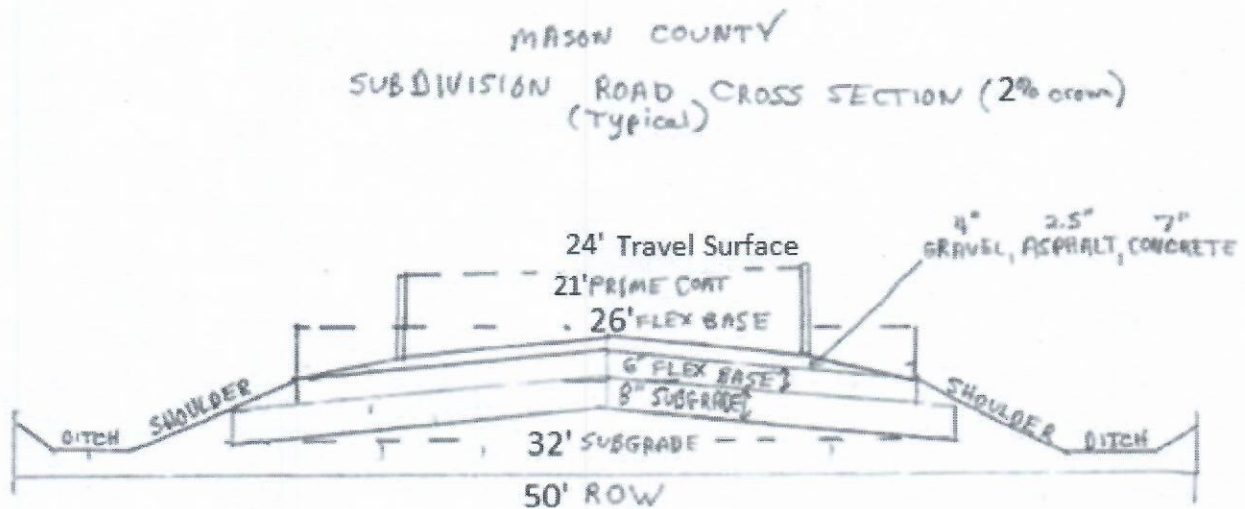 MASON COUNTY
SUBDIVISION ROAD CROSS SECTION (2% crown)
(Typical)
4" 2.5" 7"
GRAVEL, ASPHALT, CONCRETE
24' Travel Surface
21' PRIME COAT
26' FLEX BASE
6" FLEX BASE
8" SUBGRADE
SHOULDER
SHOULDER
DITCH
DITCH
32' SUBGRADE
50' ROW